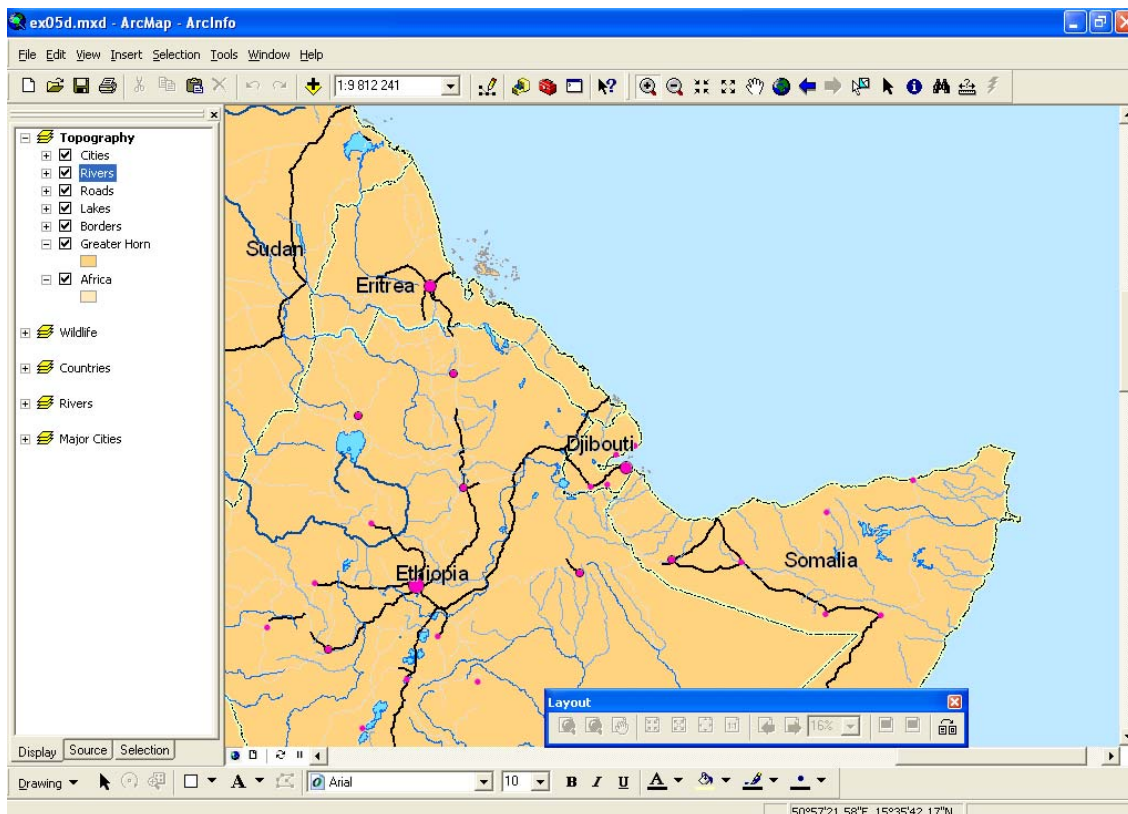 ex05d.mxd - ArcMap - ArcInfo
File Edit View Insert Selection Tools Window Help
1:9 812 241
Topography
Cities
Rivers
Roads
Lakes
Borders
Greater Horn
Africa
Wildlife
Countries
Rivers
Major Cities
Sudan
Eritrea
Djibouti
Ethiopia
Somalia
Layout
1:1
16%
Display Source Selection
Drawing A Arial 10 B I U A
50°57'21.58"E 15°35'42.17"N